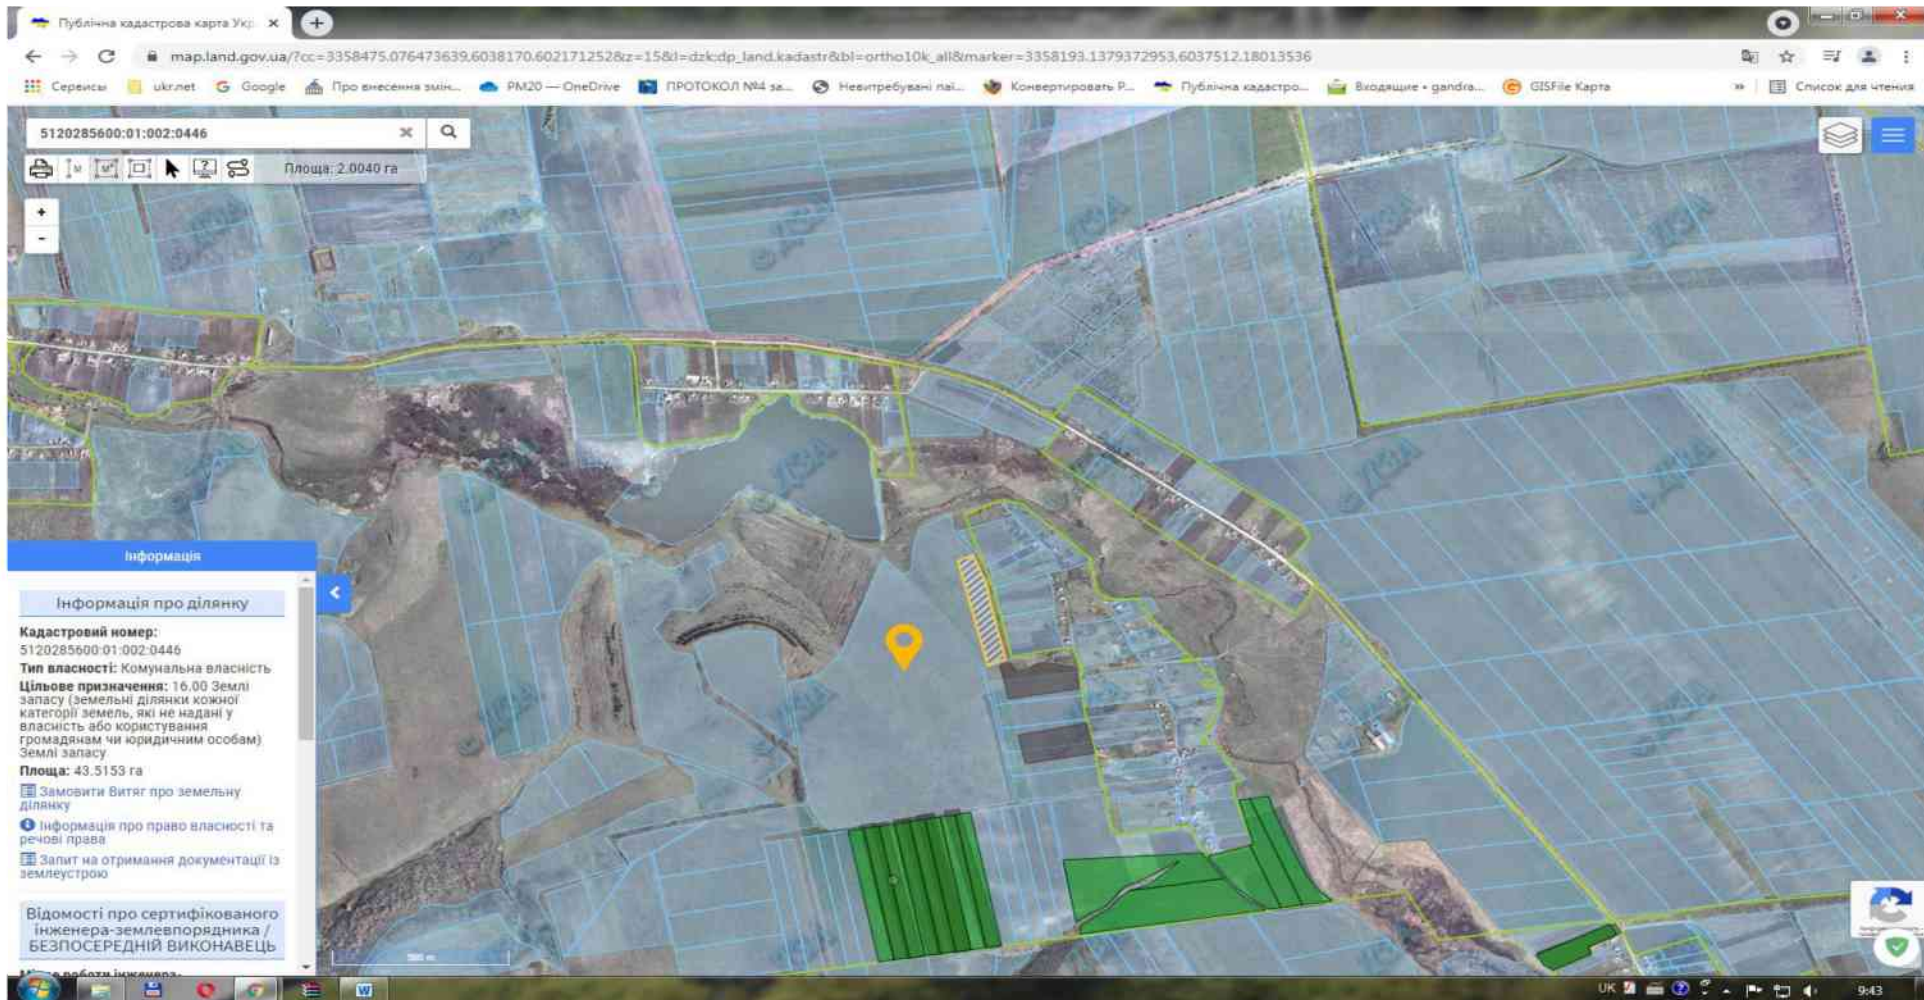 Публічна кадастрова карта Укр
map.land.gov.ua/?cc=3358475.076473639,6038170.602171252&z=15&l=dzk:dp_land.kadastr&bl=ortho10k_all&marker=3358193.1379372953,6037512.18013536
Сервисы ukr.net Google Про внесення змін... PM20 — OneDrive ПРОТОКОЛ №4 за... Невитребувані паї... Конвертировать P... Публічна кадастро... Входящие • gandra... GISFile Карта » Список для чтения
5120285600:01:002:0446
Площа: 2.0040 га
+
-
Інформація
Інформація про ділянку
Кадастровий номер:
5120285600:01:002:0446
Тип власності: Комунальна власність
Цільове призначення: 16.00 Землі
запасу (земельні ділянки кожної
категорії земель, які не надані у
власність або користування
громадянам чи юридичним особам)
Землі запасу
Площа: 43.5153 га
Замовити Витяг про земельну
ділянку
Інформація про право власності та
речові права
Запит на отримання документації із
землеустрою
Відомості про сертифікованого
інженера-землевпорядника /
БЕЗПОСЕРЕДНІЙ ВИКОНАВЕЦЬ
Місце роботи інженера-
UK 9:43